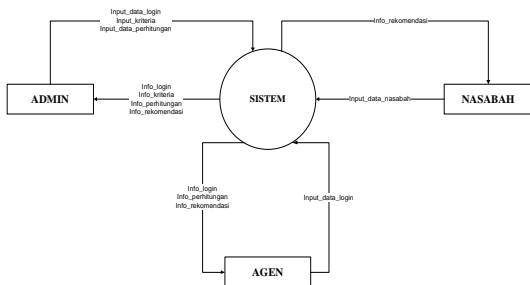 Input_data_login
Input_kriteria
Input_data_perhitungan
Info_rekomendasi
ADMIN
Info_login
Info_kriteria
Info_perhitungan
Info_rekomendasi
SISTEM
Input_data_nasabah
NASABAH
Info_login
Info_perhitungan
Info_rekomendasi
Input_data_login
AGEN